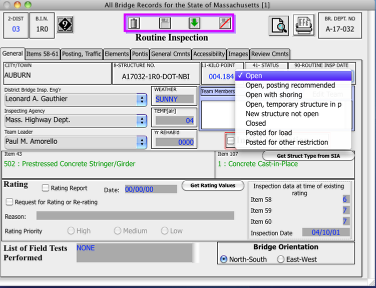 All Bridge Records for the State of Massachusetts [1]
2-DIST
03
B.I.N.
1R0
Routine Inspection
BR. DEPT. NO
A-17-032
General
Items 58-61
Posting, Traffic
Elements
Pontis
General Cmnts
Accessibility
Images
Review Cmnts
CITY/TOWN
AUBURN
8-STRUCTURE NO.
A17032-1R0-DOT-NBI
11-KILO POINT
004.184
41- STATUS
90-ROUTINE INSP DATE
Open
Open, posting recommended
Open with shoring
Open, temporary structure in p
New structure not open
Closed
Posted for load
Posted for other restriction
District Bridge Insp. Eng'r
Leonard A. Gauthier
WEATHER
SUNNY
Team Members
Inspecting Agency
Mass. Highway Dept.
TEMP(air)
04
Team Leader
Paul M. Amorello
YR REHAB'D
0000
Item 43
502 : Prestressed Concrete Stringer/Girder
Item 107
Get Struct Type from SIA
1 : Concrete Cast-in-Place
Rating
Rating Report
Date: 00/00/00
Get Rating Values
Request for Rating or Re-rating
Reason:
Rating Priority
High
Medium
Low
Inspection data at time of existing
rating
Item 58
6
Item 59
7
Item 60
7
Inspection Date
04/10/01
List of Field Tests
Performed
NONE
Bridge Orientation
North-South
East-West